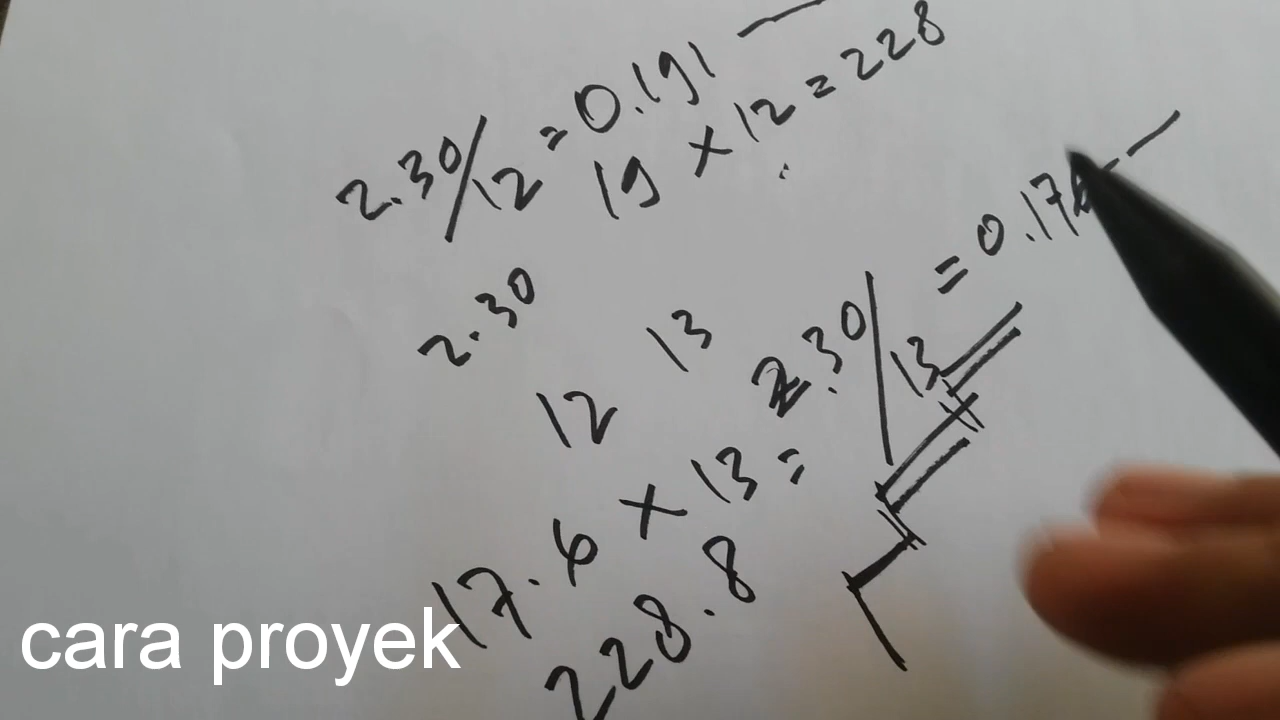 2.30/12 = 0.191
19 x 12 = 228
2.30
12 13
2.30/13 = 0.176
17.6 x 13 =
228.8
cara proyek